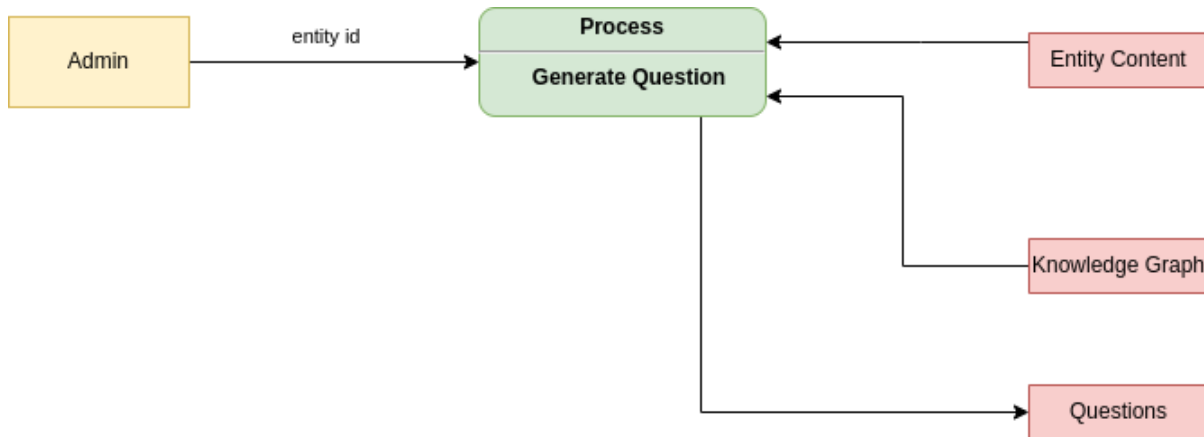 Admin
entity id
Process
Generate Question
Entity Content
Knowledge Graph
Questions